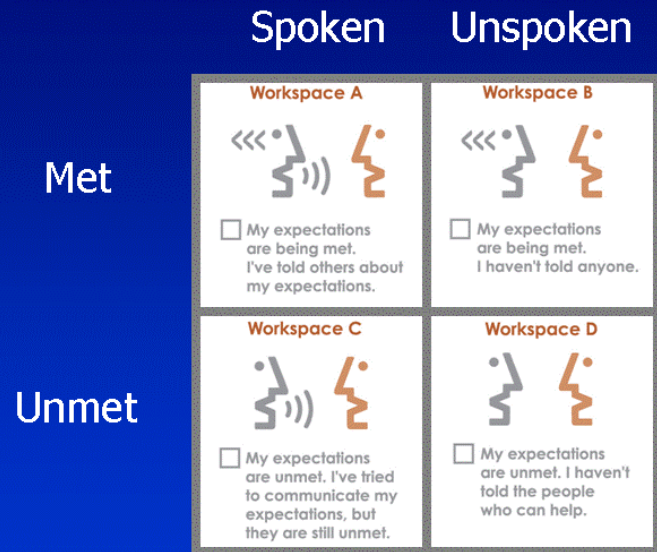 Spoken Unspoken
Met
Workspace A
My expectations
are being met.
I've told others about
my expectations.
Workspace B
My expectations
are being met.
I haven't told anyone.
Unmet
Workspace C
My expectations
are unmet. I've tried
to communicate my
expectations, but
they are still unmet.
Workspace D
My expectations
are unmet. I haven't
told the people
who can help.